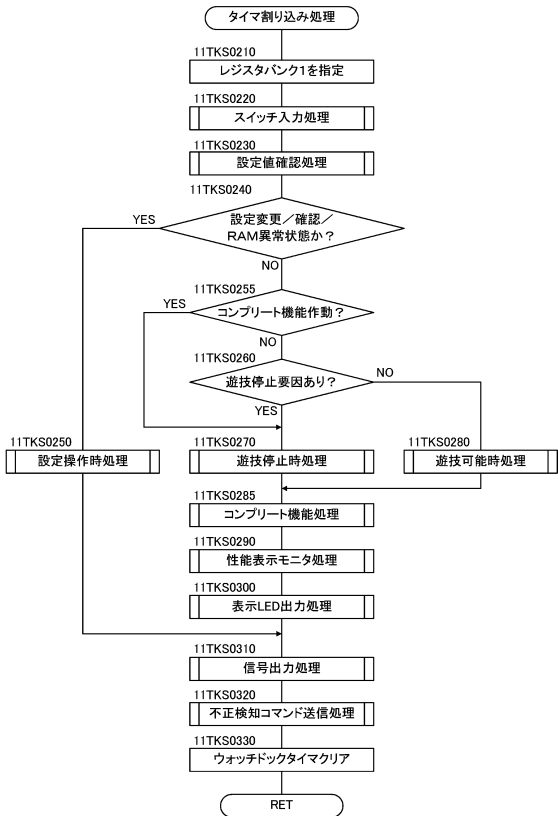 タイマ割り込み処理
11TKS0210
レジスタバンク1を指定
11TKS0220
スイッチ入力処理
11TKS0230
設定値確認処理
11TKS0240
設定変更／確認／
RAM異常状態か？
YES
NO
11TKS0255
コンプリート機能作動？
YES
NO
11TKS0260
遊技停止要因あり？
NO
YES
11TKS0250
設定操作時処理
11TKS0270
遊技停止時処理
11TKS0280
遊技可能時処理
11TKS0285
コンプリート機能処理
11TKS0290
性能表示モニタ処理
11TKS0300
表示LED出力処理
11TKS0310
信号出力処理
11TKS0320
不正検知コマンド送信処理
11TKS0330
ウォッチドックタイマクリア
RET